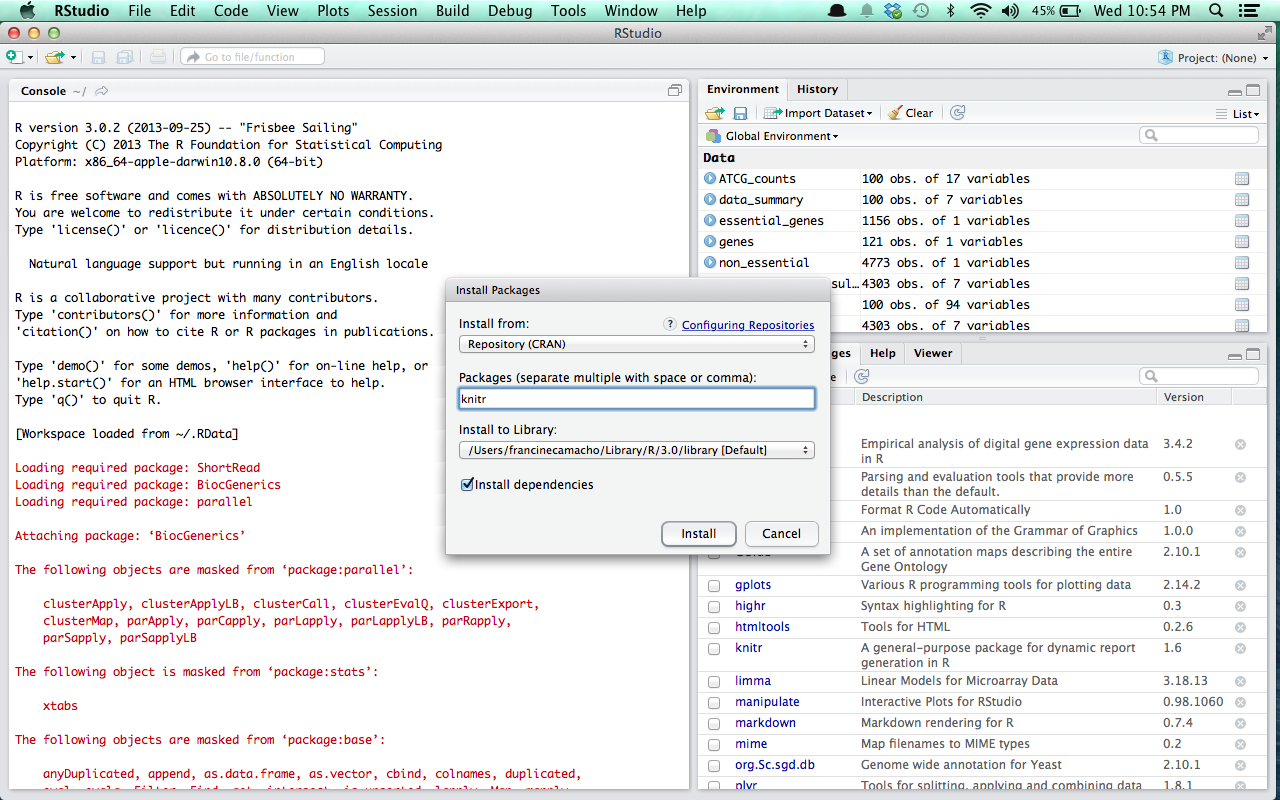 RStudio File Edit Code View Plots Session Build Debug Tools Window Help 45% Wed 10:54 PM
RStudio
Go to file/function Project: (None)
Console ~/
R version 3.0.2 (2013-09-25) -- "Frisbee Sailing"
Copyright (C) 2013 The R Foundation for Statistical Computing
Platform: x86_64-apple-darwin10.8.0 (64-bit)
R is free software and comes with ABSOLUTELY NO WARRANTY.
You are welcome to redistribute it under certain conditions.
Type 'license()' or 'licence()' for distribution details.
Natural language support but running in an English locale
R is a collaborative project with many contributors.
Type 'contributors()' for more information and
'citation()' on how to cite R or R packages in publications.
Type 'demo()' for some demos, 'help()' for on-line help, or
'help.start()' for an HTML browser interface to help.
Type 'q()' to quit R.
[Workspace loaded from ~/.RData]
Loading required package: ShortRead
Loading required package: BiocGenerics
Loading required package: parallel
Attaching package: ‘BiocGenerics’
The following objects are masked from ‘package:parallel’:
clusterApply, clusterApplyLB, clusterCall, clusterEvalQ, clusterExport,
clusterMap, parApply, parCapply, parLapply, parLapplyLB, parRapply,
parSapply, parSapplyLB
The following object is masked from ‘package:stats’:
xtabs
The following objects are masked from ‘package:base’:
anyDuplicated, append, as.data.frame, as.vector, cbind, colnames, duplicated,
Install Packages
Install from: ? Configuring Repositories
Repository (CRAN)
Packages (separate multiple with space or comma):
knitr
Install to Library:
/Users/francinecamacho/Library/R/3.0/library [Default]
Install dependencies
Install Cancel
Environment History
Import Dataset Clear List
Global Environment
Data
ATCG_counts 100 obs. of 17 variables
data_summary 100 obs. of 7 variables
essential_genes 1156 obs. of 1 variables
genes 121 obs. of 1 variables
non_essential 4773 obs. of 1 variables
sul… 4303 obs. of 7 variables
100 obs. of 94 variables
4303 obs. of 7 variables
ges Help Viewer
e
Description Version
Empirical analysis of digital gene expression data 3.4.2
in R
Parsing and evaluation tools that provide more 0.5.5
details than the default.
Format R Code Automatically 1.0
An implementation of the Grammar of Graphics 1.0.0
A set of annotation maps describing the entire 2.10.1
Gene Ontology
gplots Various R programming tools for plotting data 2.14.2
highr Syntax highlighting for R 0.3
htmltools Tools for HTML 0.2.6
knitr A general-purpose package for dynamic report 1.6
generation in R
limma Linear Models for Microarray Data 3.18.13
manipulate Interactive Plots for RStudio 0.98.1060
markdown Markdown rendering for R 0.7.4
mime Map filenames to MIME types 0.2
org.Sc.sgd.db Genome wide annotation for Yeast 2.10.1
plyr Tools for splitting, applying and combining data 1.8.1